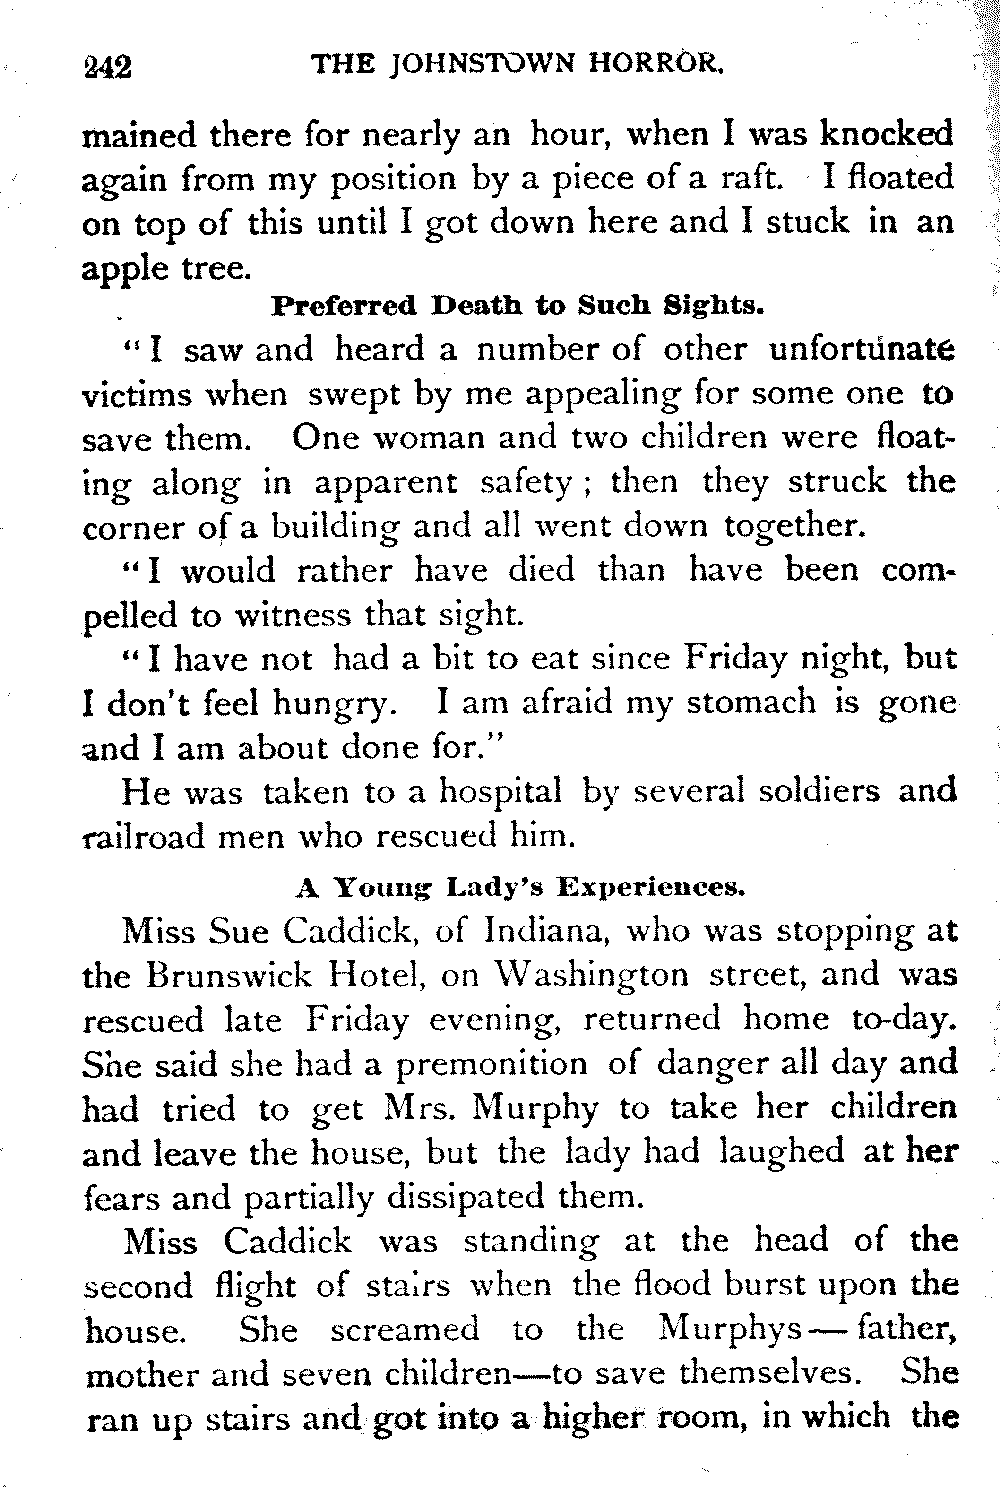 242 THE JOHNSTOWN HORROR.
mained there for nearly an hour, when I was knocked
again from my position by a piece of a raft. I floated
on top of this until I got down here and I stuck in an
apple tree.
Preferred Death to Such Sights.
“I saw and heard a number of other unfortunate
victims when swept by me appealing for some one to
save them. One woman and two children were float-
ing along in apparent safety; then they struck the
corner of a building and all went down together.
“I would rather have died than have been com-
pelled to witness that sight.
“I have not had a bit to eat since Friday night, but
I don't feel hungry. I am afraid my stomach is gone
and I am about done for.”
He was taken to a hospital by several soldiers and
railroad men who rescued him.
A Young Lady's Experiences.
Miss Sue Caddick, of Indiana, who was stopping at
the Brunswick Hotel, on Washington street, and was
rescued late Friday evening, returned home to-day.
She said she had a premonition of danger all day and
had tried to get Mrs. Murphy to take her children
and leave the house, but the lady had laughed at her
fears and partially dissipated them.
Miss Caddick was standing at the head of the
second flight of stairs when the flood burst upon the
house. She screamed to the Murphys—father,
mother and seven children—to save themselves. She
ran up stairs and got into a higher room, in which the